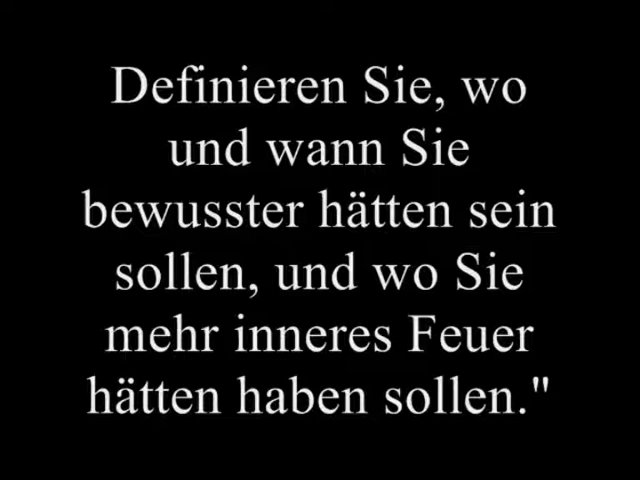 Definieren Sie, wo
und wann Sie
bewusster hätten sein
sollen, und wo Sie
mehr inneres Feuer
hätten haben sollen."